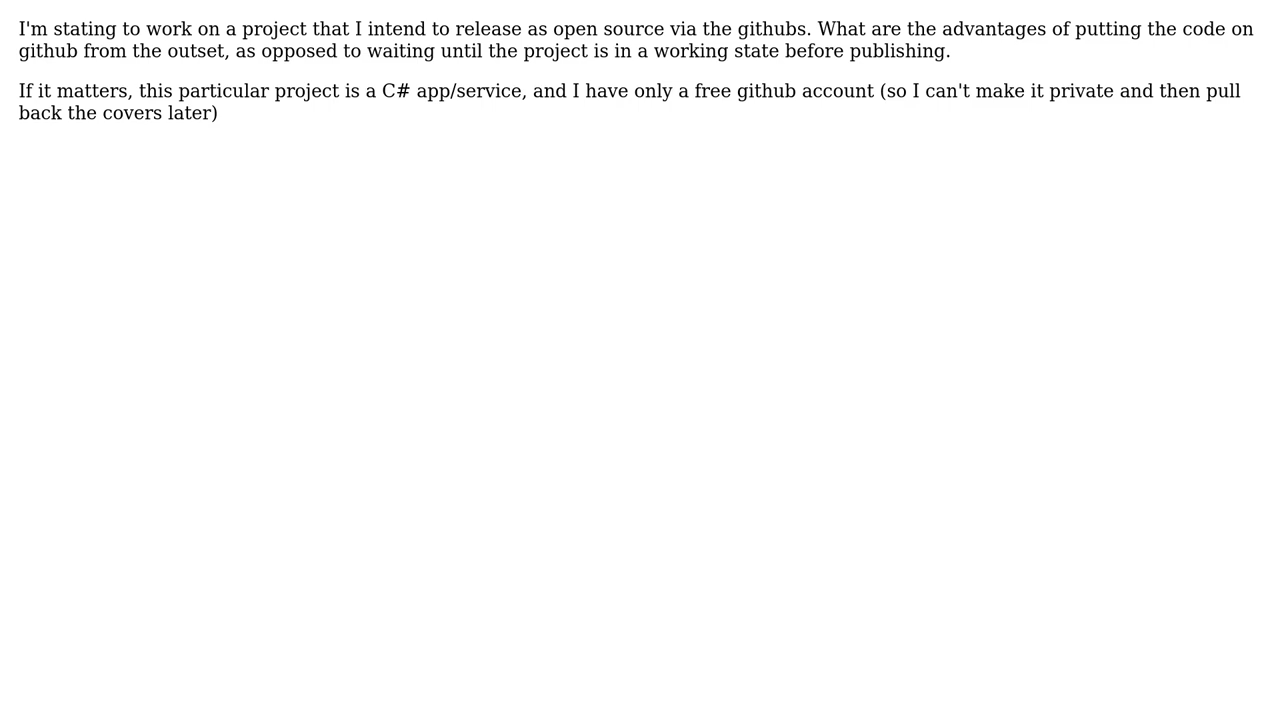 I'm stating to work on a project that I intend to release as open source via the githubs. What are the advantages of putting the code on
github from the outset, as opposed to waiting until the project is in a working state before publishing.
If it matters, this particular project is a C# app/service, and I have only a free github account (so I can't make it private and then pull
back the covers later)